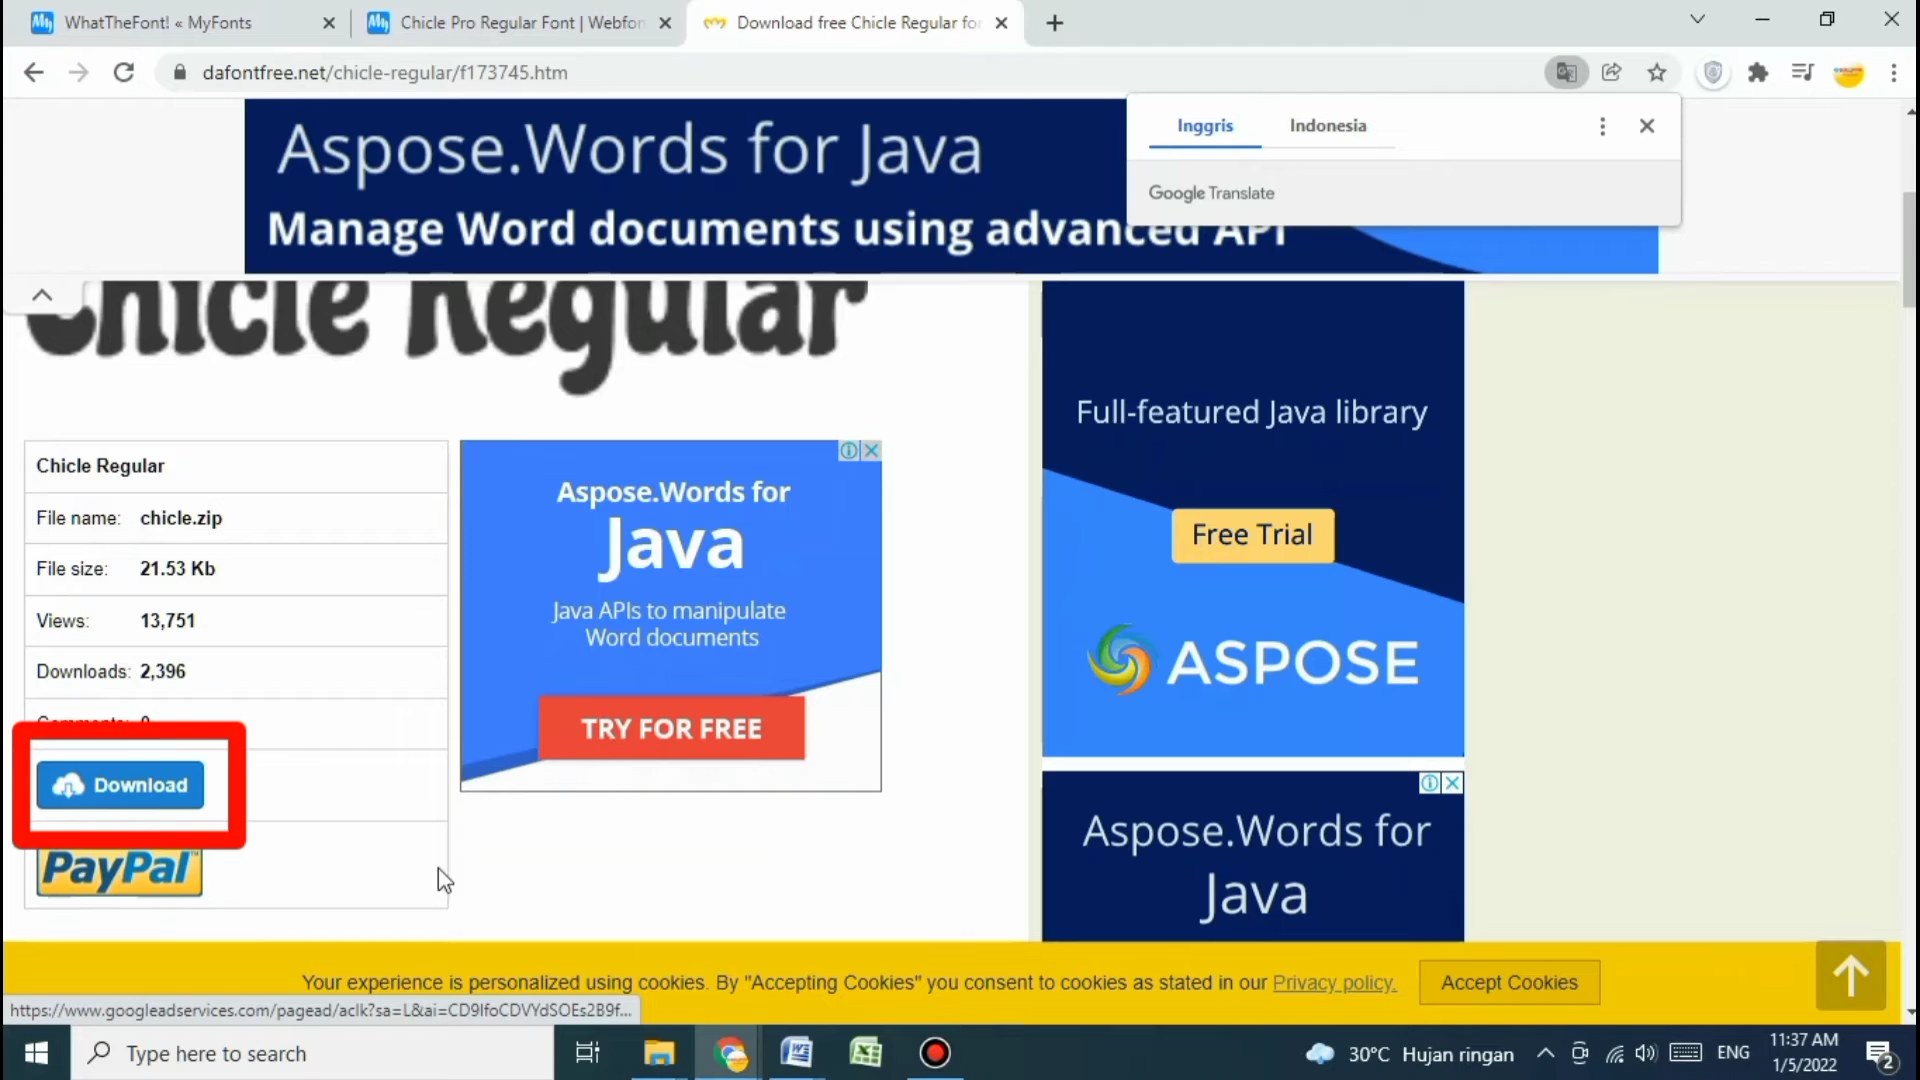 WhatTheFont! « MyFonts
Chicle Pro Regular Font | Webfon
Download free Chicle Regular for
dafontfree.net/chicle-regular/f173745.htm
Inggris
Indonesia
Google Translate
Aspose.Words for Java
Manage Word documents using advanced API
Chicle Regular
Chicle Regular
File name: chicle.zip
File size: 21.53 Kb
Views: 13,751
Downloads: 2,396
Comments: 0
Download
PayPal
Aspose.Words for
Java
Java APIs to manipulate
Word documents
TRY FOR FREE
Full-featured Java library
Free Trial
ASPOSE
Aspose.Words for
Java
Your experience is personalized using cookies. By "Accepting Cookies" you consent to cookies as stated in our Privacy policy.
Accept Cookies
https://www.googleadservices.com/pagead/aclk?sa=L&ai=CD9IfoCDVYdSOEs2B9f...
Type here to search
30°C Hujan ringan
ENG
11:37 AM
1/5/2022
2